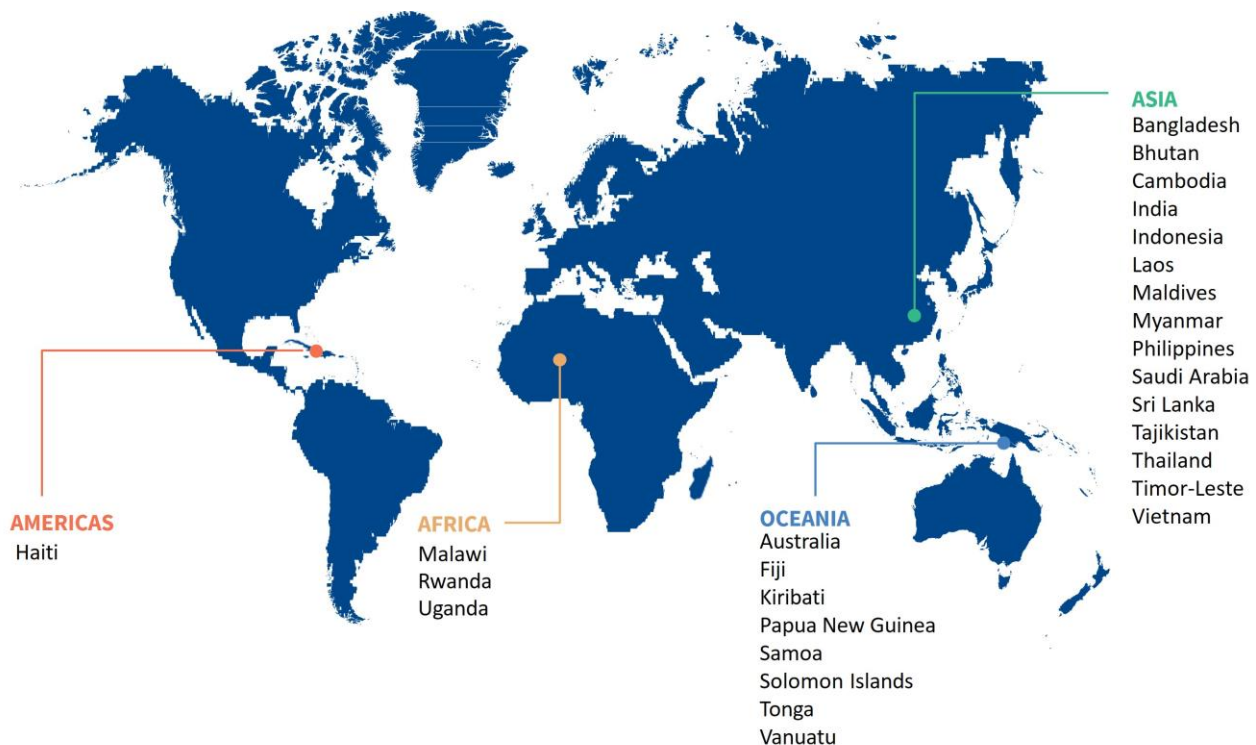 AMERICAS
Haiti
AFRICA
Malawi
Rwanda
Uganda
OCEANIA
Australia
Fiji
Kiribati
Papua New Guinea
Samoa
Solomon Islands
Tonga
Vanuatu
ASIA
Bangladesh
Bhutan
Cambodia
India
Indonesia
Laos
Maldives
Myanmar
Philippines
Saudi Arabia
Sri Lanka
Tajikistan
Thailand
Timor-Leste
Vietnam